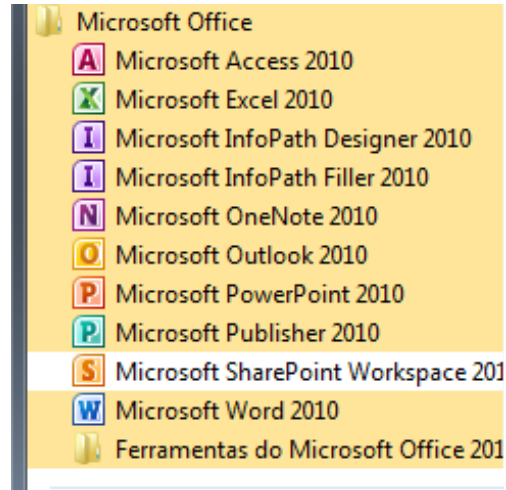 Microsoft Office
Microsoft Access 2010
Microsoft Excel 2010
Microsoft InfoPath Designer 2010
Microsoft InfoPath Filler 2010
Microsoft OneNote 2010
Microsoft Outlook 2010
Microsoft PowerPoint 2010
Microsoft Publisher 2010
Microsoft SharePoint Workspace 201
Microsoft Word 2010
Ferramentas do Microsoft Office 201